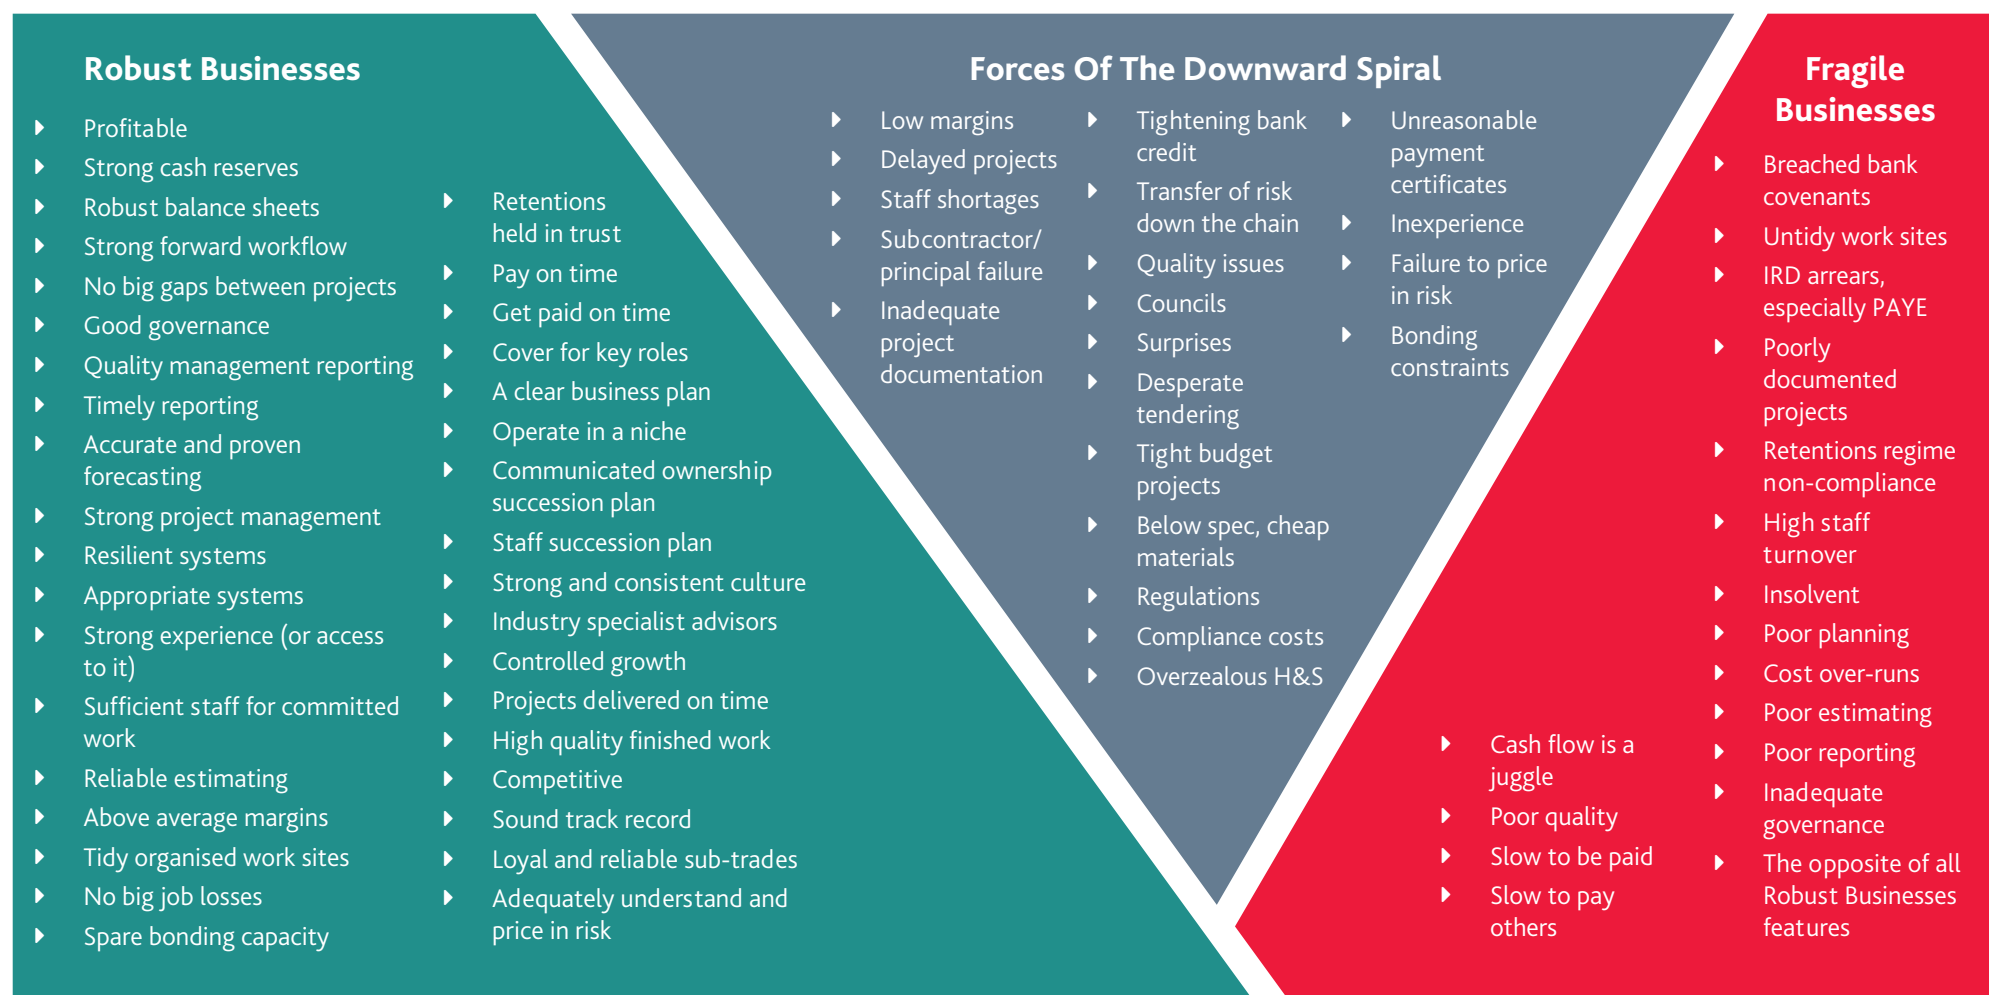 Robust Businesses
Profitable
Strong cash reserves
Robust balance sheets
Strong forward workflow
No big gaps between projects
Good governance
Quality management reporting
Timely reporting
Accurate and proven
forecasting
Strong project management
Resilient systems
Appropriate systems
Strong experience (or access
to it)
Sufficient staff for committed
work
Reliable estimating
Above average margins
Tidy organised work sites
No big job losses
Spare bonding capacity
Retentions
held in trust
Pay on time
Get paid on time
Cover for key roles
A clear business plan
Operate in a niche
Communicated ownership
succession plan
Staff succession plan
Strong and consistent culture
Industry specialist advisors
Controlled growth
Projects delivered on time
High quality finished work
Competitive
Sound track record
Loyal and reliable sub-trades
Adequately understand and
price in risk
Forces Of The Downward Spiral
Low margins
Delayed projects
Staff shortages
Subcontractor/
principal failure
Inadequate
project
documentation
Tightening bank
credit
Transfer of risk
down the chain
Quality issues
Councils
Surprises
Desperate
tendering
Tight budget
projects
Below spec, cheap
materials
Regulations
Compliance costs
Overzealous H&S
Unreasonable
payment
certificates
Inexperience
Failure to price
in risk
Bonding
constraints
Fragile
Businesses
Cash flow is a
juggle
Poor quality
Slow to be paid
Slow to pay
others
Breached bank
covenants
Untidy work sites
IRD arrears,
especially PAYE
Poorly
documented
projects
Retentions regime
non-compliance
High staff
turnover
Insolvent
Poor planning
Cost over-runs
Poor estimating
Poor reporting
Inadequate
governance
The opposite of all
Robust Businesses
features